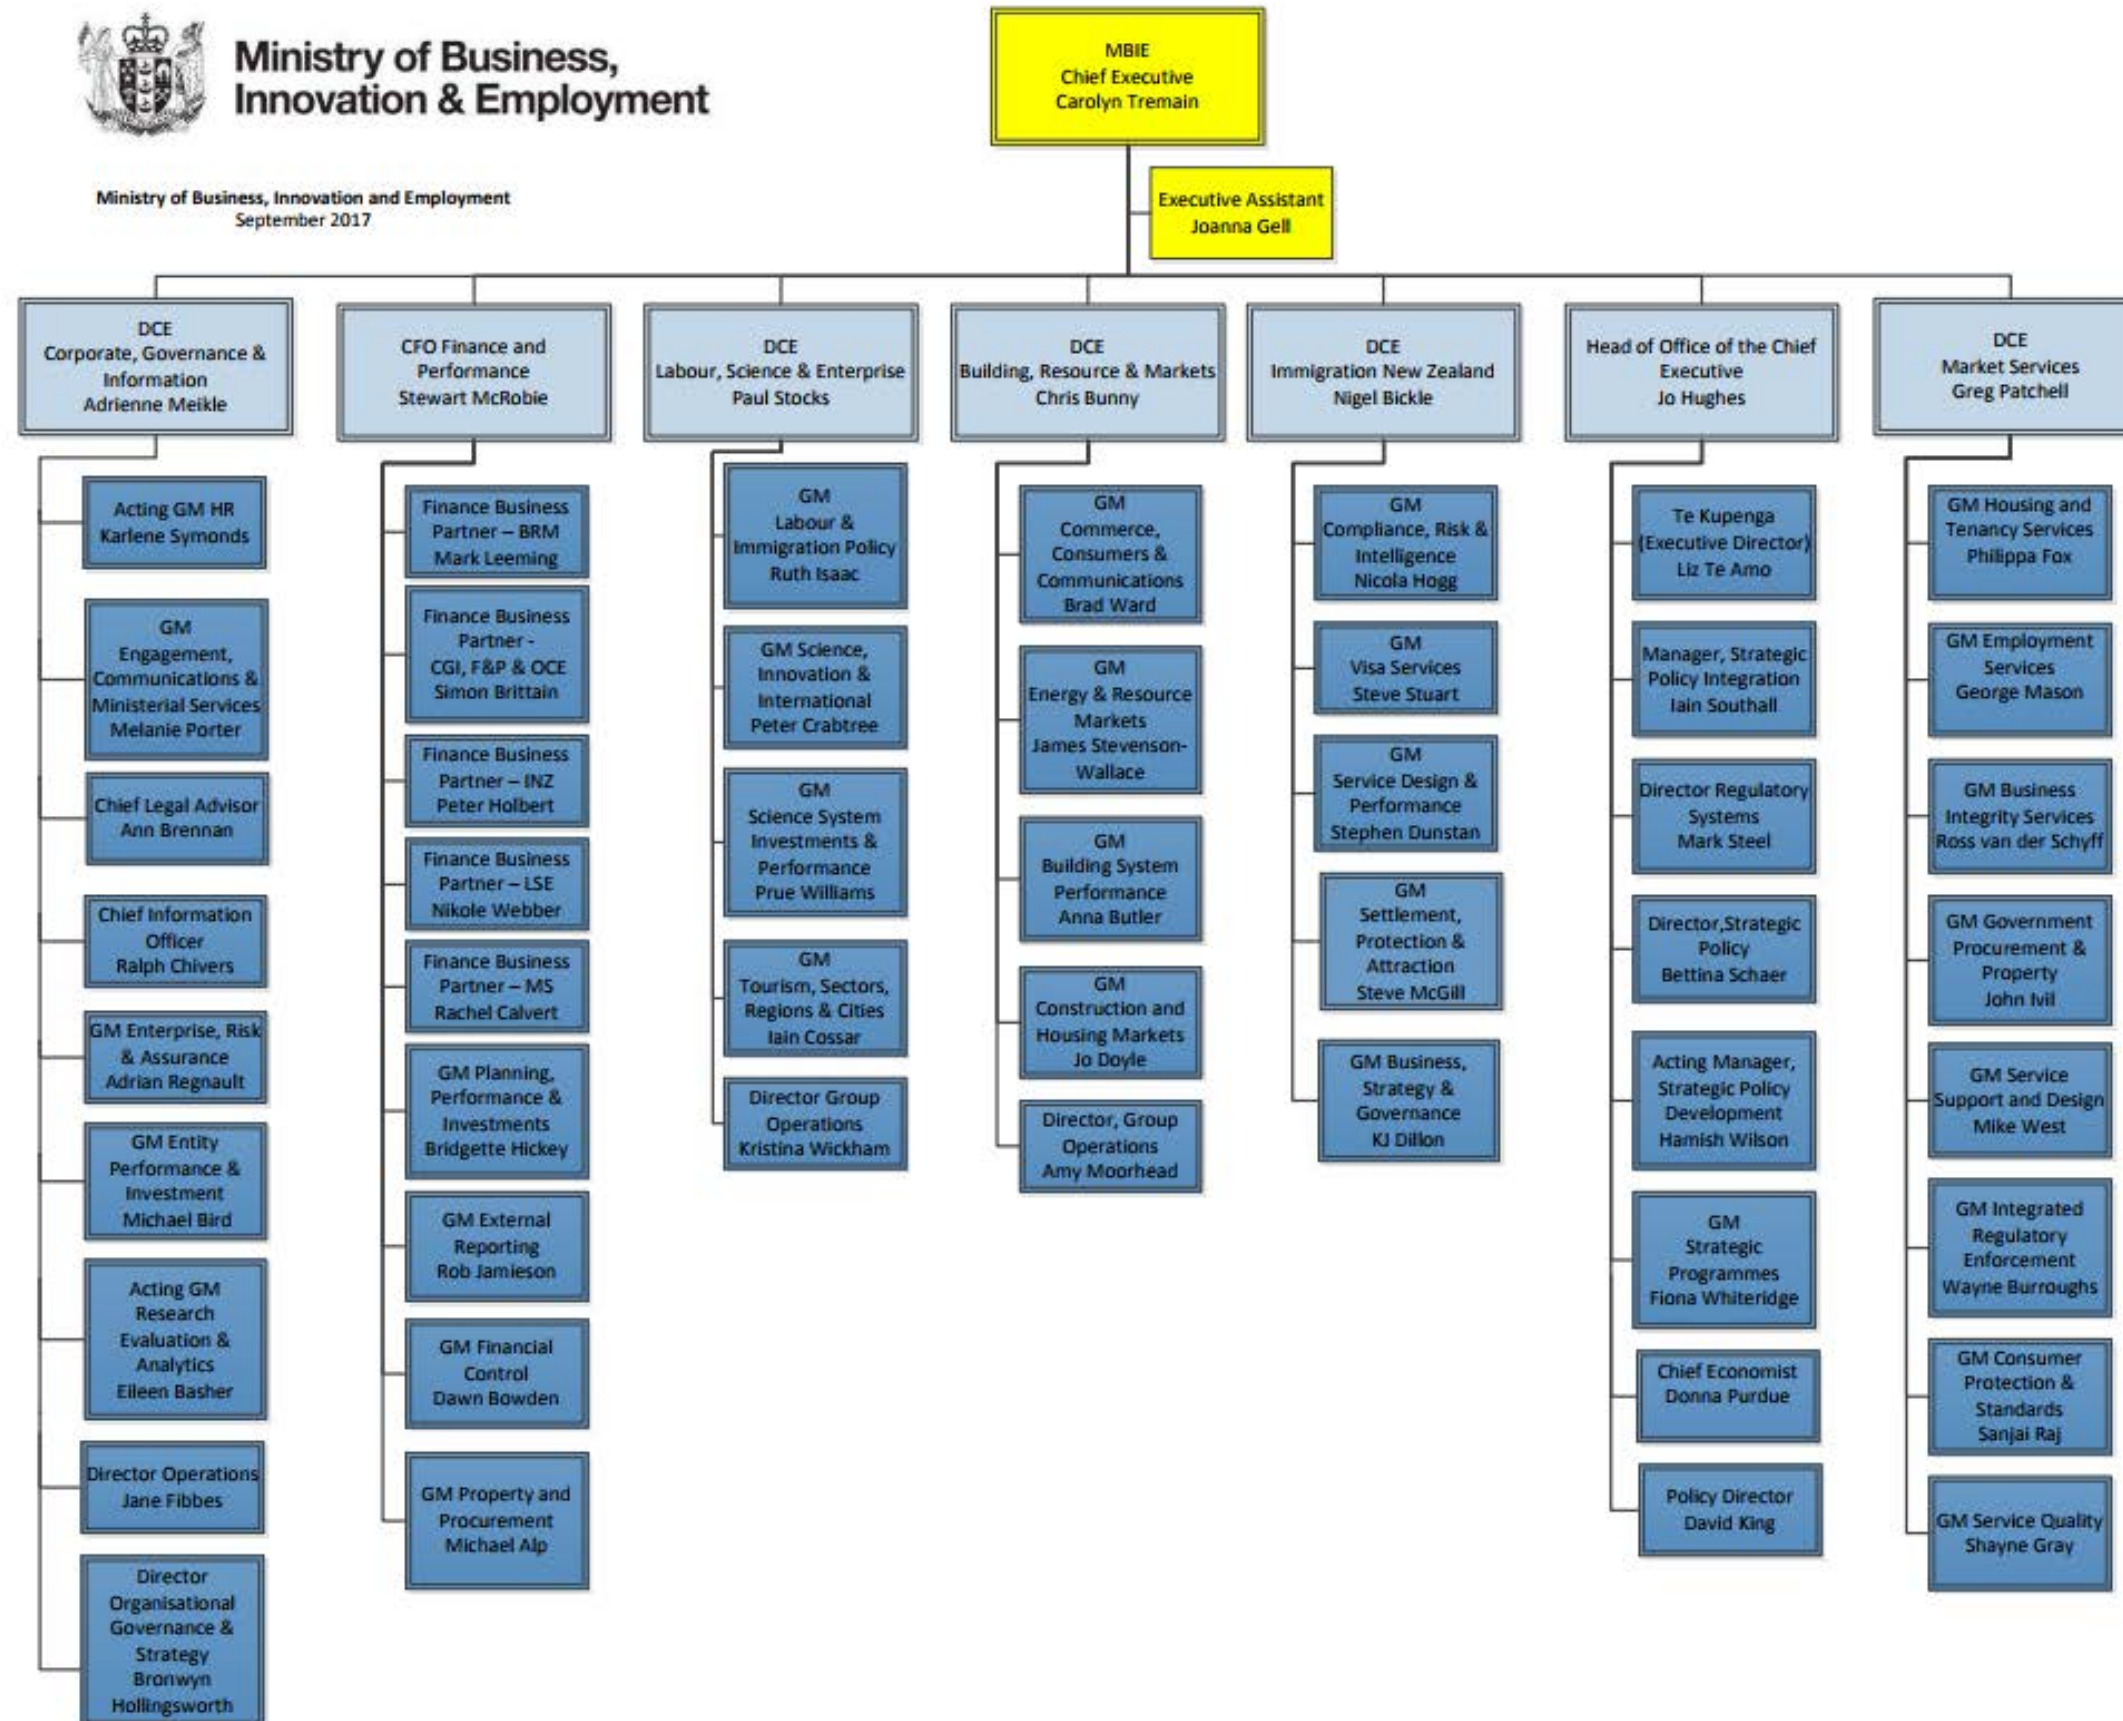 Ministry of Business,
Innovation & Employment
Ministry of Business, Innovation and Employment
September 2017
MBIE
Chief Executive
Carolyn Tremain
Executive Assistant
Joanna Gell
DCE
Corporate, Governance &
Information
Adrienne Meikle
Acting GM HR
Karlene Symonds
GM
Engagement,
Communications &
Ministerial Services
Melanie Porter
Chief Legal Advisor
Ann Brennan
Chief Information
Officer
Ralph Chivers
GM Enterprise, Risk
& Assurance
Adrian Regnault
GM Entity
Performance &
Investment
Michael Bird
Acting GM
Research
Evaluation &
Analytics
Eileen Basher
Director Operations
Jane Fibbes
Director
Organisational
Governance &
Strategy
Bronwyn
Hollingsworth
CFO Finance and
Performance
Stewart McRobie
Finance Business
Partner – BRM
Mark Leeming
Finance Business
Partner -
CGI, F&P & OCE
Simon Brittain
Finance Business
Partner – INZ
Peter Holbert
Finance Business
Partner – LSE
Nikole Webber
Finance Business
Partner – MS
Rachel Calvert
GM Planning,
Performance &
Investments
Bridgette Hickey
GM External
Reporting
Rob Jamieson
GM Financial
Control
Dawn Bowden
GM Property and
Procurement
Michael Alp
DCE
Labour, Science & Enterprise
Paul Stocks
GM
Labour &
Immigration Policy
Ruth Isaac
GM Science,
Innovation &
International
Peter Crabtree
GM
Science System
Investments &
Performance
Prue Williams
GM
Tourism, Sectors,
Regions & Cities
Iain Cossar
Director Group
Operations
Kristina Wickham
DCE
Building, Resource & Markets
Chris Bunny
GM
Commerce,
Consumers &
Communications
Brad Ward
GM
Energy & Resource
Markets
James Stevenson-
Wallace
GM
Building System
Performance
Anna Butler
GM
Construction and
Housing Markets
Jo Doyle
Director, Group
Operations
Amy Moorhead
DCE
Immigration New Zealand
Nigel Bickle
GM
Compliance, Risk &
Intelligence
Nicola Hogg
GM
Visa Services
Steve Stuart
GM
Service Design &
Performance
Stephen Dunstan
GM
Settlement,
Protection &
Attraction
Steve McGill
GM Business,
Strategy &
Governance
KJ Dillon
Head of Office of the Chief
Executive
Jo Hughes
Te Kupenga
(Executive Director)
Liz Te Amo
Manager, Strategic
Policy Integration
Iain Southall
Director Regulatory
Systems
Mark Steel
Director,Strategic
Policy
Bettina Schaer
Acting Manager,
Strategic Policy
Development
Hamish Wilson
GM
Strategic
Programmes
Fiona Whiteridge
Chief Economist
Donna Purdue
Policy Director
David King
DCE
Market Services
Greg Patchell
GM Housing and
Tenancy Services
Philippa Fox
GM Employment
Services
George Mason
GM Business
Integrity Services
Ross van der Schyff
GM Government
Procurement &
Property
John Ivil
GM Service
Support and Design
Mike West
GM Integrated
Regulatory
Enforcement
Wayne Burroughs
GM Consumer
Protection &
Standards
Sanjai Raj
GM Service Quality
Shayne Gray